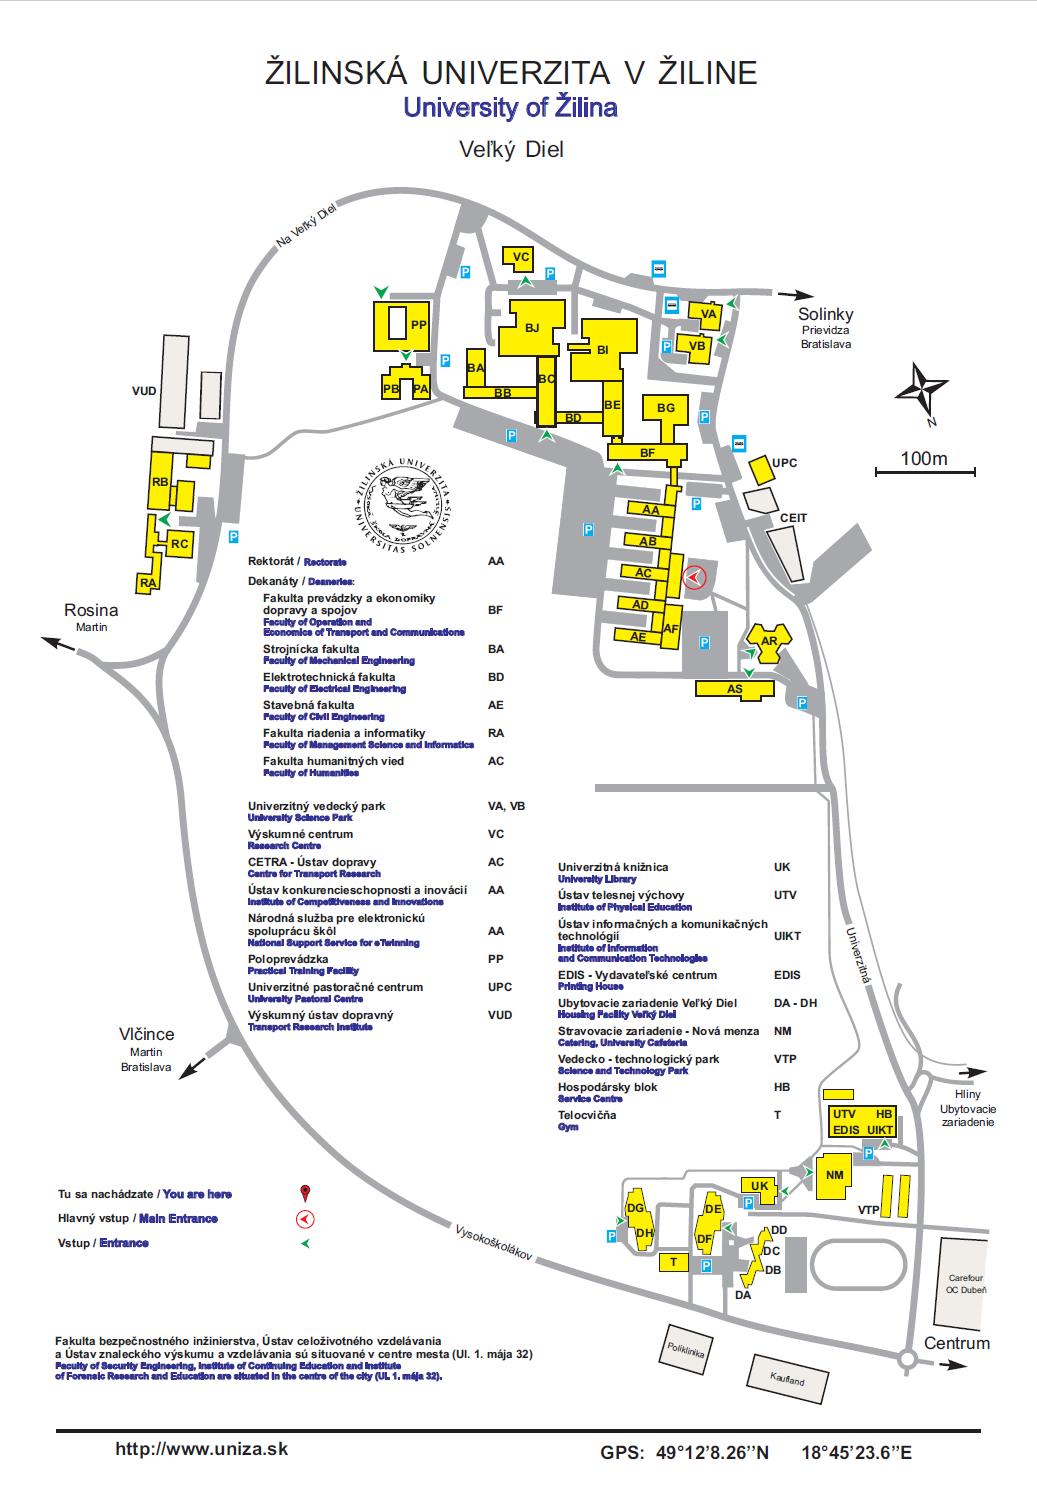 ŽILINSKÁ UNIVERZITA V ŽILINE
University of Žilina
Veľký Diel
Na Veľký Diel
VC
P
P
PP
BJ
BI
VA
VB
P
Solinky
Prievidza
Bratislava
VUD
P
BA
BC
PB
PA
BB
BE
BG
BD
P
N
P
BF
UPC
100m
RB
P
CEIT
AA
RC
P
P
AB
AC
RA
AD
AF
AE
P
AR
AS
P
ŽILINSKÁ UNIVERZITA
UNIVERSITAS SOLNENSIS
Rosina
Martin
Rektorát / Rectorate AA
Dekanáty / Deaneries:
Fakulta prevádzky a ekonomiky
dopravy a spojov BF
Faculty of Operation and
Economics of Transport and Communications
Strojnícka fakulta BA
Faculty of Mechanical Engineering
Elektrotechnická fakulta BD
Faculty of Electrical Engineering
Stavebná fakulta AE
Faculty of Civil Engineering
Fakulta riadenia a informatiky RA
Faculty of Management Science and Informatics
Fakulta humanitných vied AC
Faculty of Humanities
Univerzitný vedecký park VA, VB
University Science Park
Výskumné centrum VC
Research Centre
CETRA - Ústav dopravy AC
Centre for Transport Research
Ústav konkurencieschopnosti a inovácií AA
Institute of Competitiveness and Innovations
Národná služba pre elektronickú
spoluprácu škôl AA
National Support Service for eTwinning
Poloprevádzka PP
Practical Training Facility
Univerzitné pastoračné centrum UPC
University Pastoral Centre
Výskumný ústav dopravný VUD
Transport Research Institute
Univerzitná knižnica UK
University Library
Ústav telesnej výchovy UTV
Institute of Physical Education
Ústav informačných a komunikačných
technológií UIKT
Institute of Information
and Communication Technologies
EDIS - Vydavateľské centrum EDIS
Printing House
Ubytovacie zariadenie Veľký Diel DA - DH
Housing Facility Veľký Diel
Stravovacie zariadenie - Nová menza NM
Catering, University Cafeteria
Vedecko - technologický park VTP
Science and Technology Park
Hospodársky blok HB
Service Centre
Telocvičňa T
Gym
Univerzitná
Vlčince
Martin
Bratislava
Hliny
Ubytovacie
zariadenie
UTV HB
EDIS UIKT
P
NM
UK
P
VTP
DG
DH
P
DE
DF
DD
DC
DB
DA
T
P
Tu sa nachádzate / You are here
Hlavný vstup / Main Entrance
Vstup / Entrance
Vysokoškolákov
Carefour
OC Dubeň
Centrum
Poliklinika
Kaufland
Fakulta bezpečnostného inžinierstva, Ústav celoživotného vzdelávania
a Ústav znaleckého výskumu a vzdelávania sú situované v centre mesta (Ul. 1. mája 32)
Faculty of Security Engineering, Institute of Continuing Education and Institute
of Forensic Research and Education are situated in the centre of the city (Ul. 1. mája 32).
http://www.uniza.sk
GPS: 49°12’8.26’’N 18°45’23.6’’E